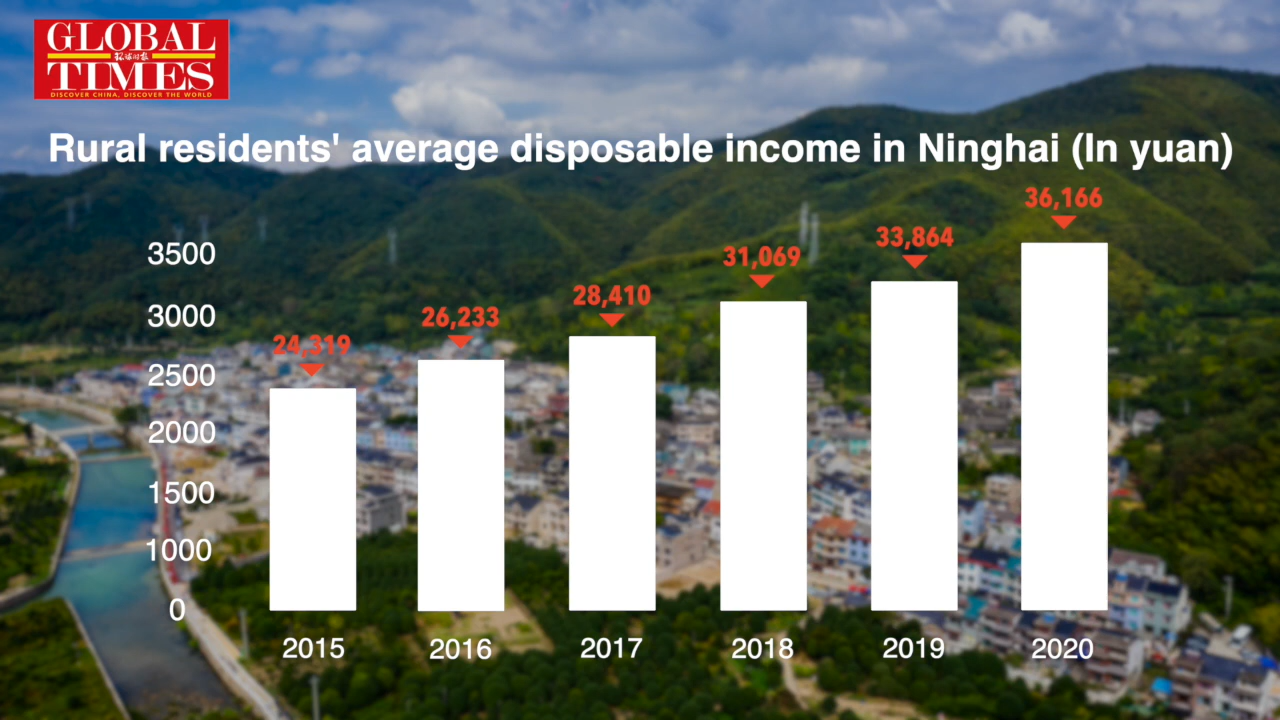 GLOBAL
环球时报
TIMES
DISCOVER CHINA, DISCOVER THE WORLD
Rural residents' average disposable income in Ninghai (In yuan)
36,166
33,864
31,069
28,410
26,233
24,319
3500
3000
2500
2000
1500
1000
0
2015 2016 2017 2018 2019 2020